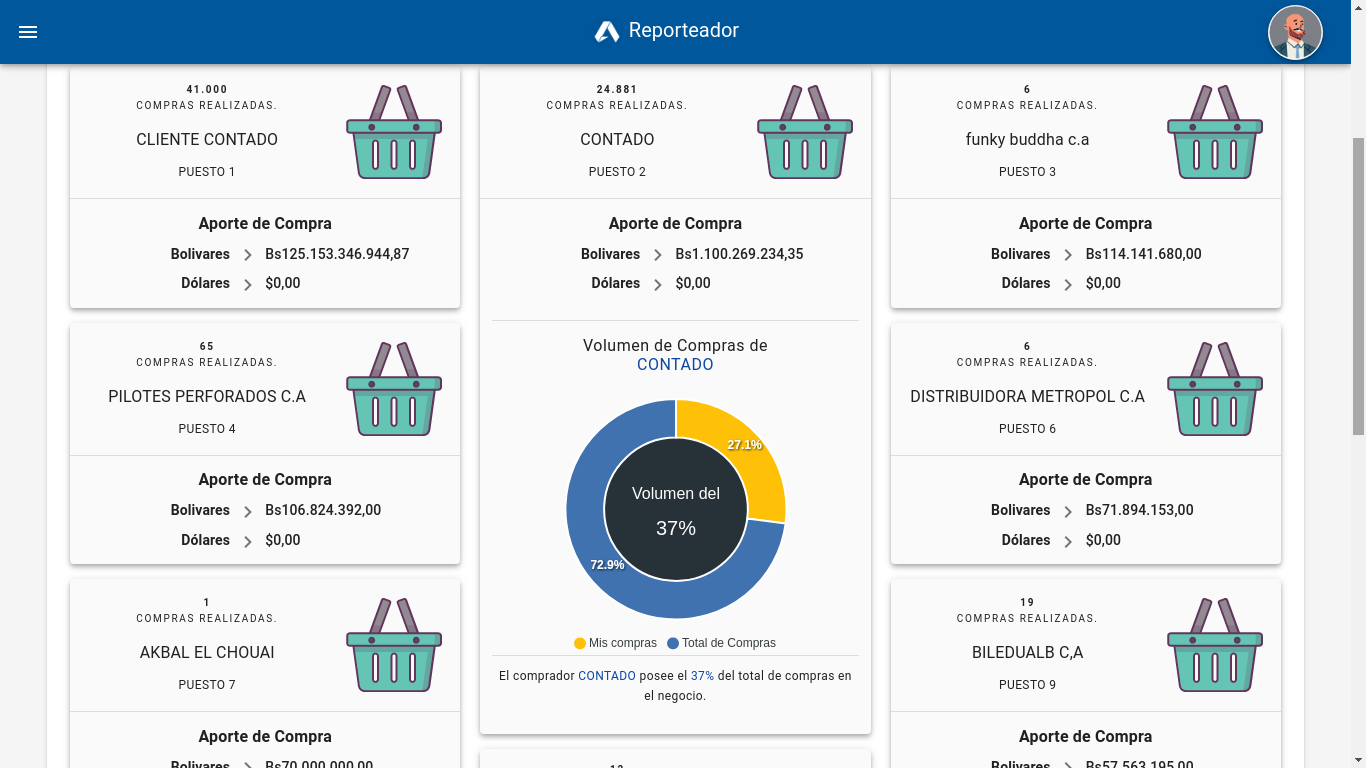 Reporteador
41.000
COMPRAS REALIZADAS.
CLIENTE CONTADO
PUESTO 1
Aporte de Compra
Bolivares > Bs125.153.346.944,87
Dólares > $0,00
24.881
COMPRAS REALIZADAS.
CONTADO
PUESTO 2
Aporte de Compra
Bolivares > Bs1.100.269.234,35
Dólares > $0,00
Volumen de Compras de
CONTADO
27.1%
Volumen del
37%
72.9%
Mis compras Total de Compras
El comprador CONTADO posee el 37% del total de compras en
el negocio.
6
COMPRAS REALIZADAS.
funky buddha c.a
PUESTO 3
Aporte de Compra
Bolivares > Bs114.141.680,00
Dólares > $0,00
65
COMPRAS REALIZADAS.
PILOTES PERFORADOS C.A
PUESTO 4
Aporte de Compra
Bolivares > Bs106.824.392,00
Dólares > $0,00
6
COMPRAS REALIZADAS.
DISTRIBUIDORA METROPOL C.A
PUESTO 6
Aporte de Compra
Bolivares > Bs71.894.153,00
Dólares > $0,00
1
COMPRAS REALIZADAS.
AKBAL EL CHOUAI
PUESTO 7
Aporte de Compra
Bolivares > Bs70.000.000,00
19
COMPRAS REALIZADAS.
BILEDUALB C,A
PUESTO 9
Aporte de Compra
Bolivares > Bs57.563.195,00